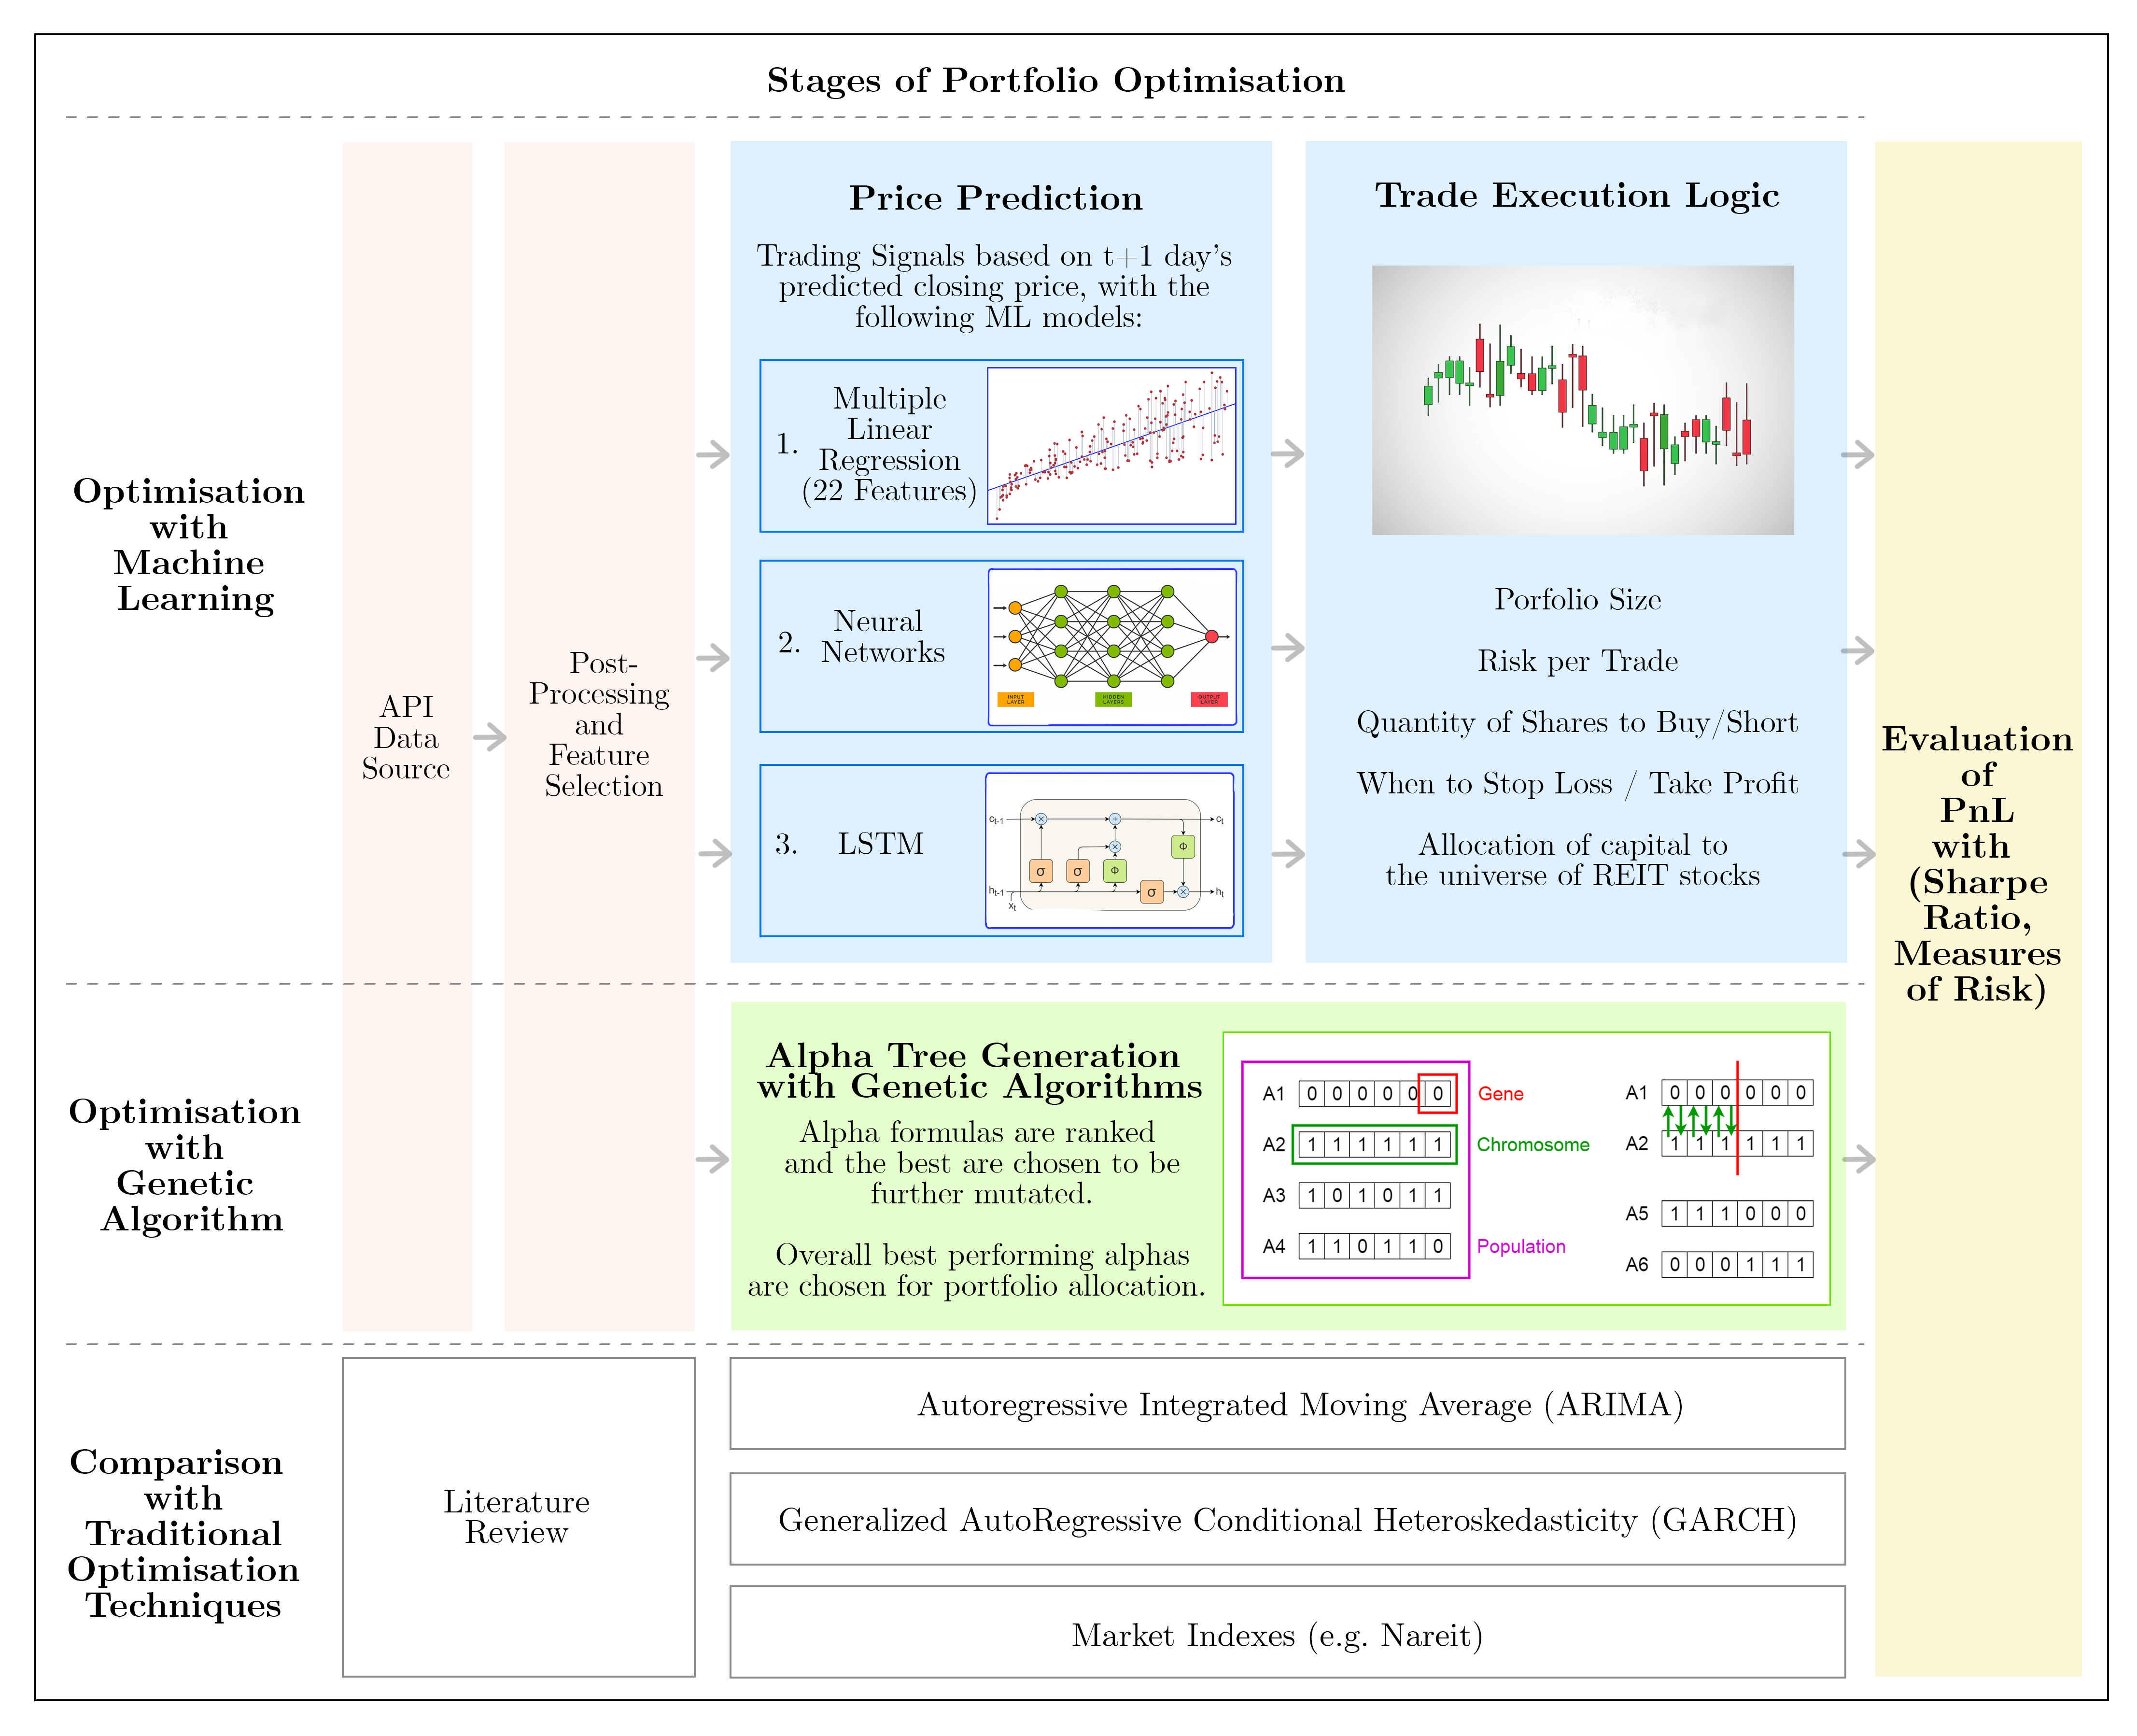 Stages of Portfolio Optimisation
Optimisation
with
Machine
Learning
API
Data
Source
Post-
Processing
and
Feature
Selection
Price Prediction
Trading Signals based on t+1 day's
predicted closing price, with the
following ML models:
1.
Multiple
Linear
Regression
(22 Features)
2.
Neural
Networks
INPUT
LAYER
HIDDEN
LAYERS
OUTPUT
LAYER
3.
LSTM
ct-1
×
+
ct
×
Φ
σ
σ
Φ
ht-1
σ
×
ht
xt
Trade Execution Logic
Porfolio Size
Risk per Trade
Quantity of Shares to Buy/Short
When to Stop Loss / Take Profit
Allocation of capital to
the universe of REIT stocks
Evaluation
of
PnL
with
(Sharpe
Ratio,
Measures
of Risk)
Optimisation
with
Genetic
Algorithm
Alpha Tree Generation
with Genetic Algorithms
Alpha formulas are ranked
and the best are chosen to be
further mutated.
Overall best performing alphas
are chosen for portfolio allocation.
A1 0 0 0 0 0 0 Gene
A2 1 1 1 1 1 1 Chromosome
A3 1 0 1 0 1 1
A4 1 1 0 1 1 0 Population
A1 0 0 0 0 0 0
A2 1 1 1 1 1 1
A5 1 1 1 0 0 0
A6 0 0 0 1 1 1
Comparison
with
Traditional
Optimisation
Techniques
Literature
Review
Autoregressive Integrated Moving Average (ARIMA)
Generalized AutoRegressive Conditional Heteroskedasticity (GARCH)
Market Indexes (e.g. Nareit)